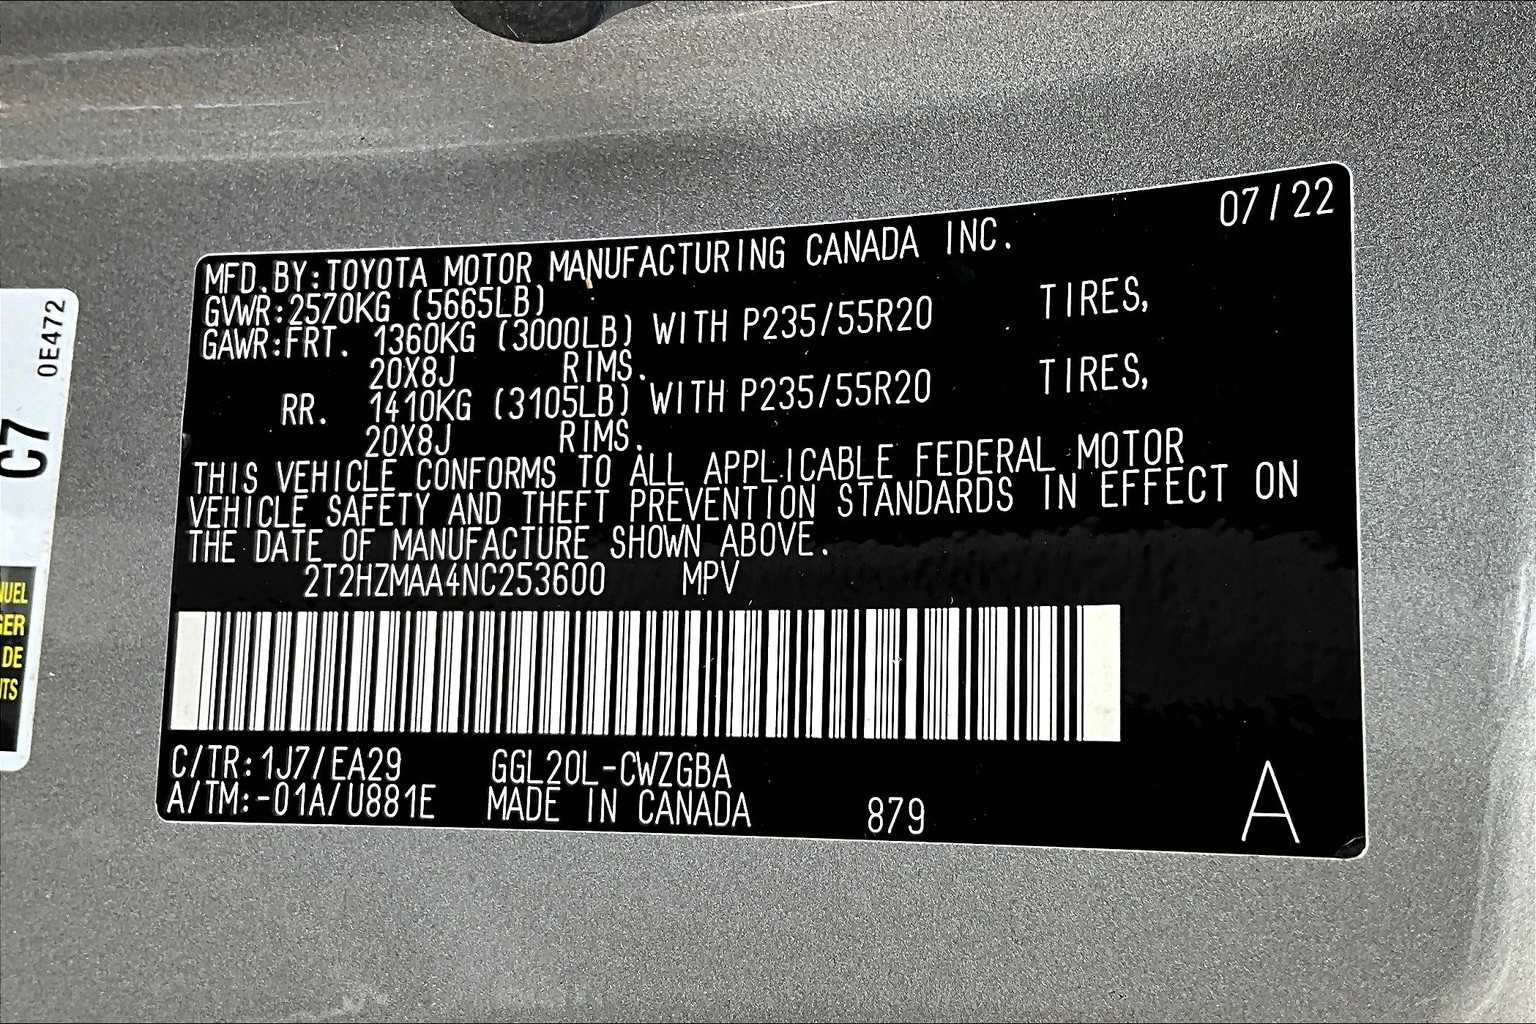 07/22
MFD.BY:TOYOTA MOTOR MANUFACTURING CANADA INC.
GVWR:2570KG (5665LB)
GAWR:FRT. 1360KG (3000LB) WITH P235/55R20 TIRES,
20X8J RIMS.
RR. 1410KG (3105LB) WITH P235/55R20 TIRES,
20X8J RIMS.
THIS VEHICLE CONFORMS TO ALL APPLICABLE FEDERAL MOTOR
VEHICLE SAFETY AND THEFT PREVENTION STANDARDS IN EFFECT ON
THE DATE OF MANUFACTURE SHOWN ABOVE.
2T2HZMAA4NC253600 MPV
C/TR:1J7/EA29 GGL20L-CWZGBA
A/TM:-01A/U881E MADE IN CANADA 879 A
0E472
C7
DE